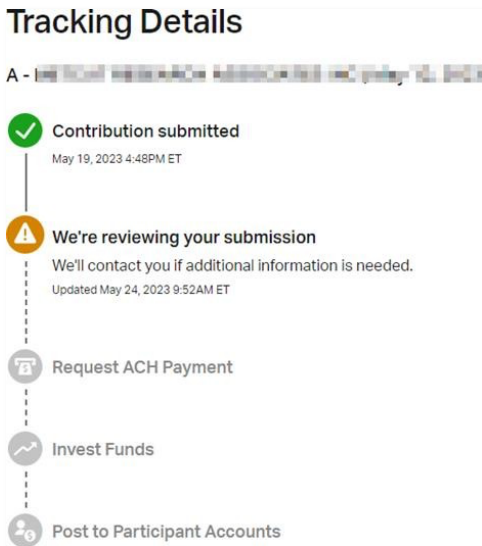 Tracking Details
A -
Contribution submitted
May 19, 2023 4:48PM ET
We're reviewing your submission
We'll contact you if additional information is needed.
Updated May 24, 2023 9:52AM ET
Request ACH Payment
Invest Funds
Post to Participant Accounts